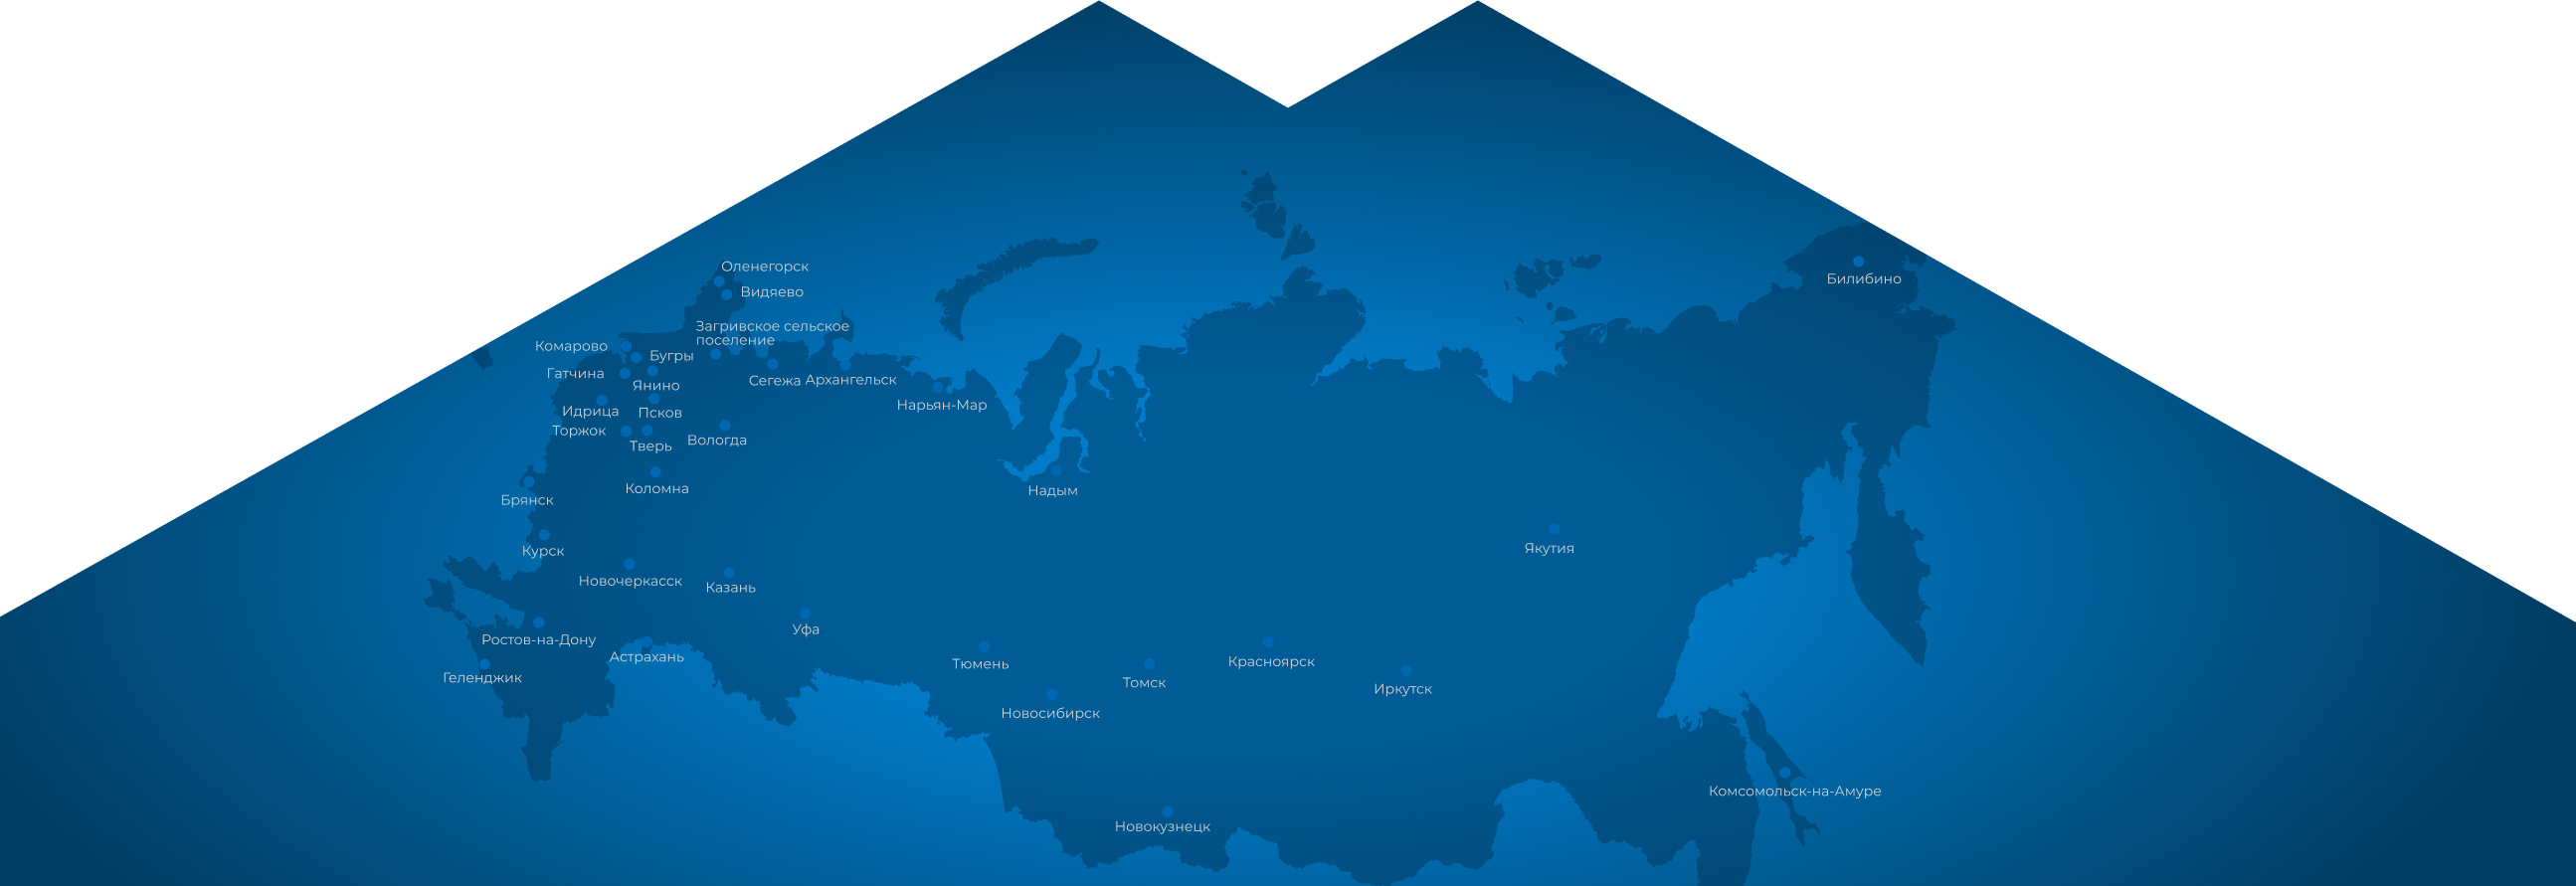 Оленегорск
Билибино
Видяево
Загривское сельское
поселение
Комарово
Бугры
Гатчина
Янино
Сегежа
Архангельск
Нарьян-Мар
Идрица
Псков
Торжок
Тверь
Вологда
Коломна
Надым
Брянск
Курск
Якутия
Новочеркасск
Казань
Уфа
Ростов-на-Дону
Астрахань
Тюмень
Красноярск
Геленджик
Томск
Иркутск
Новосибирск
Комсомольск-на-Амуре
Новокузнецк